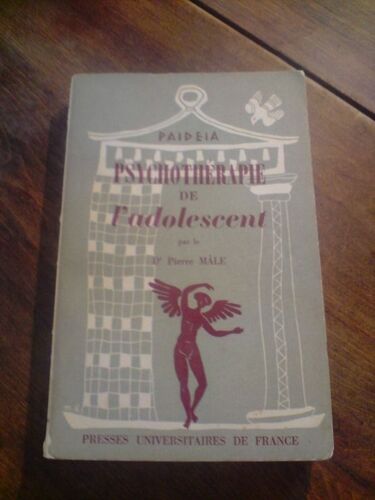 PAIDEIA
PSYCHOTHÉRAPIE
DE
l'adolescent
par le
Dr Pierre MÂLE
PRESSES UNIVERSITAIRES DE FRANCE